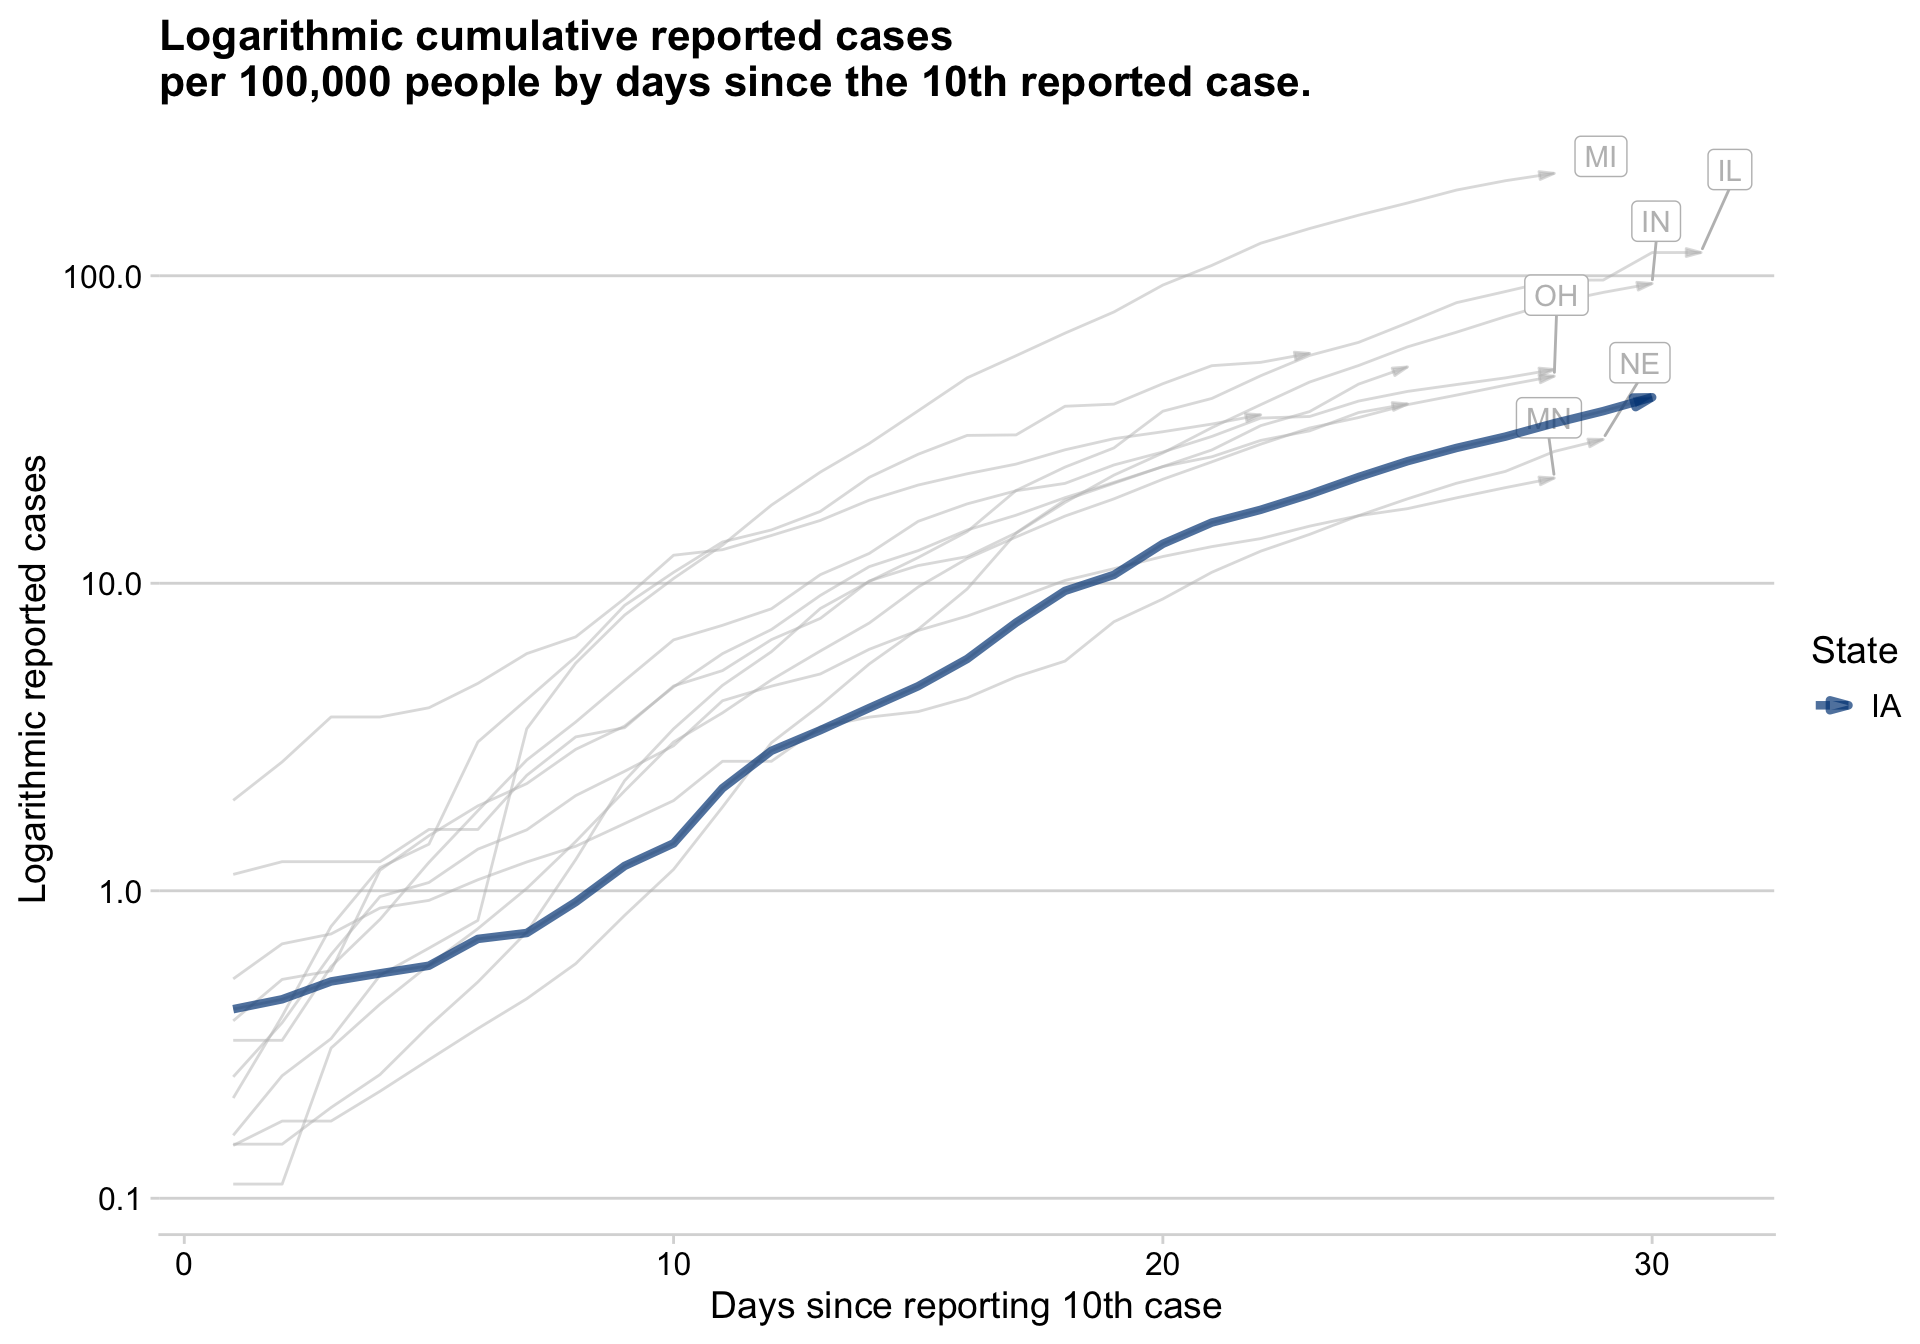 Logarithmic cumulative reported cases
per 100,000 people by days since the 10th reported case.
MI
IL
IN
100.0
OH
NE
MN
Logarithmic reported cases
10.0
State
IA
1.0
0.1
0 10 20 30
Days since reporting 10th case